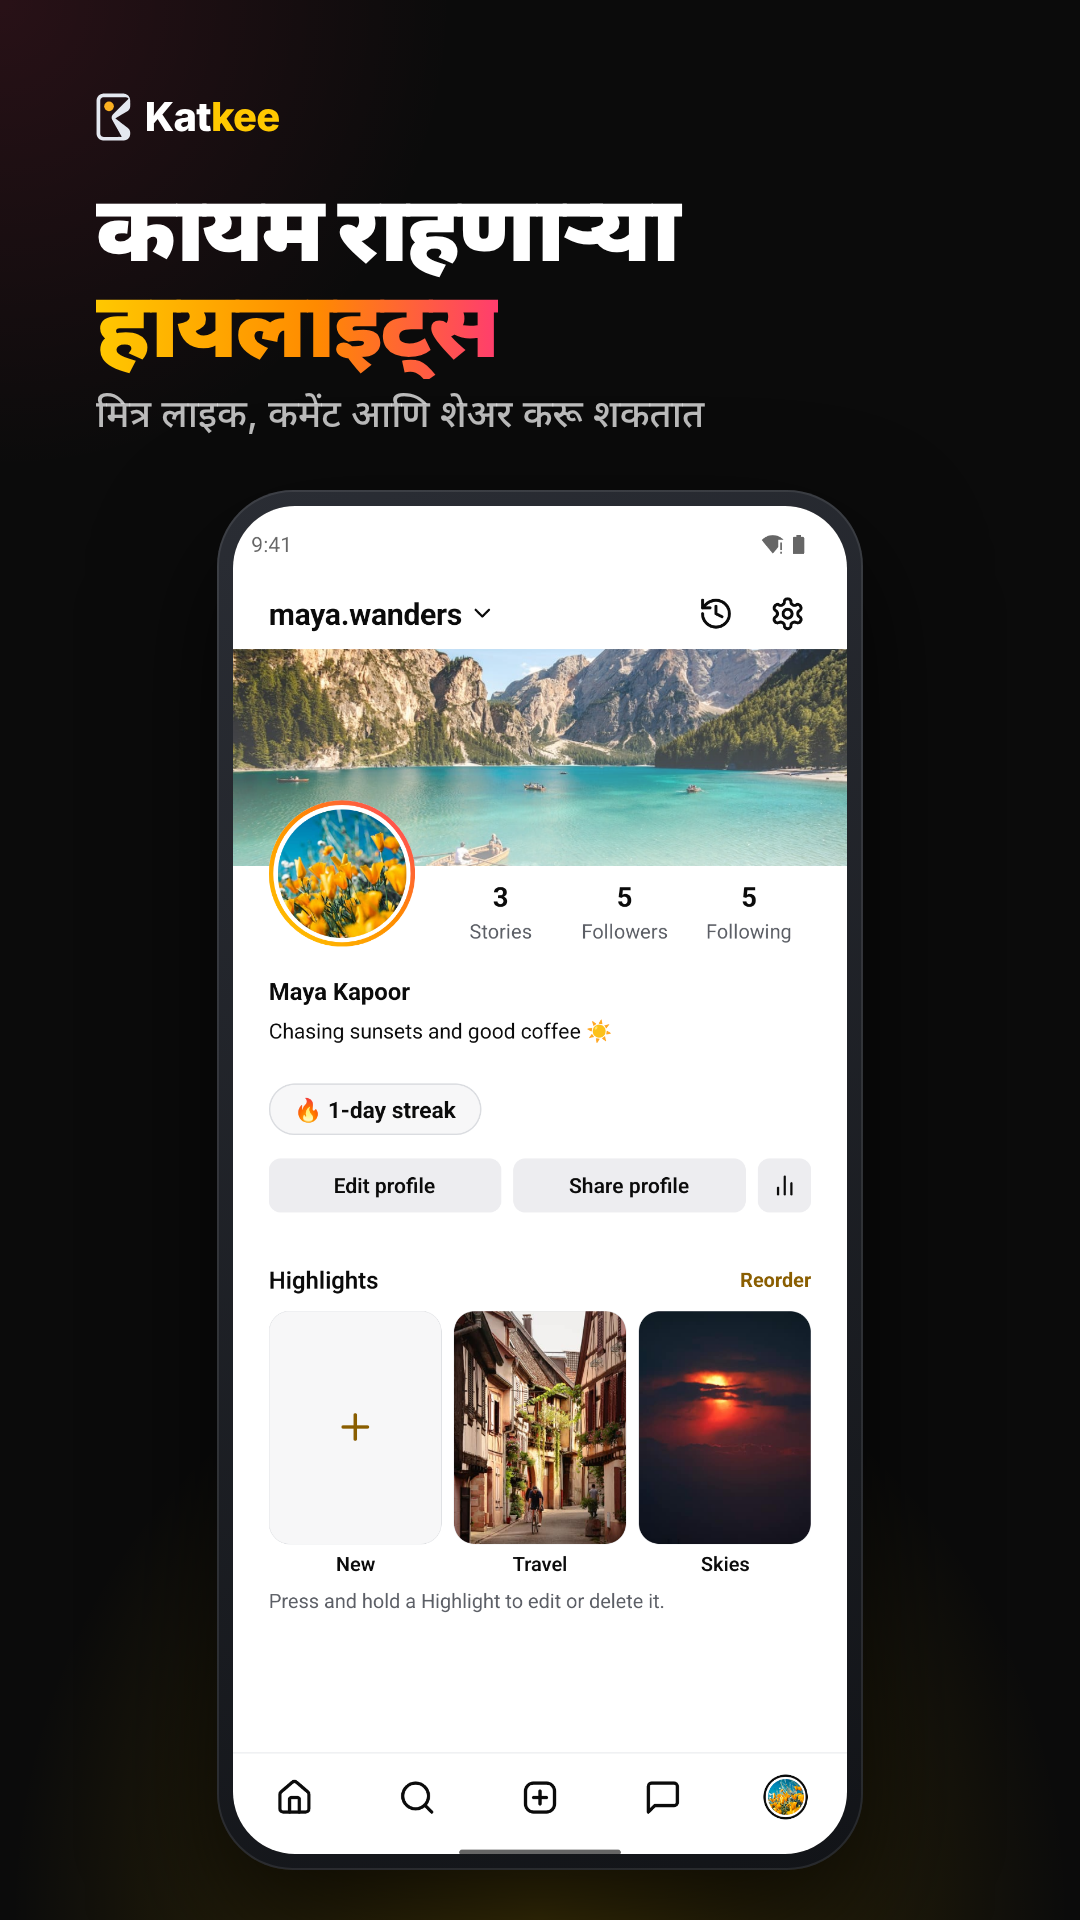 Katkee
कायम राहणाऱ्या
हायलाइट्स
मित्र लाइक, कमेंट आणि शेअर करू शकतात
9:41
maya.wanders
3 5 5
Stories Followers Following
Maya Kapoor
Chasing sunsets and good coffee ☀️
🔥 1-day streak
Edit profile Share profile
Highlights Reorder
New Travel Skies
Press and hold a Highlight to edit or delete it.